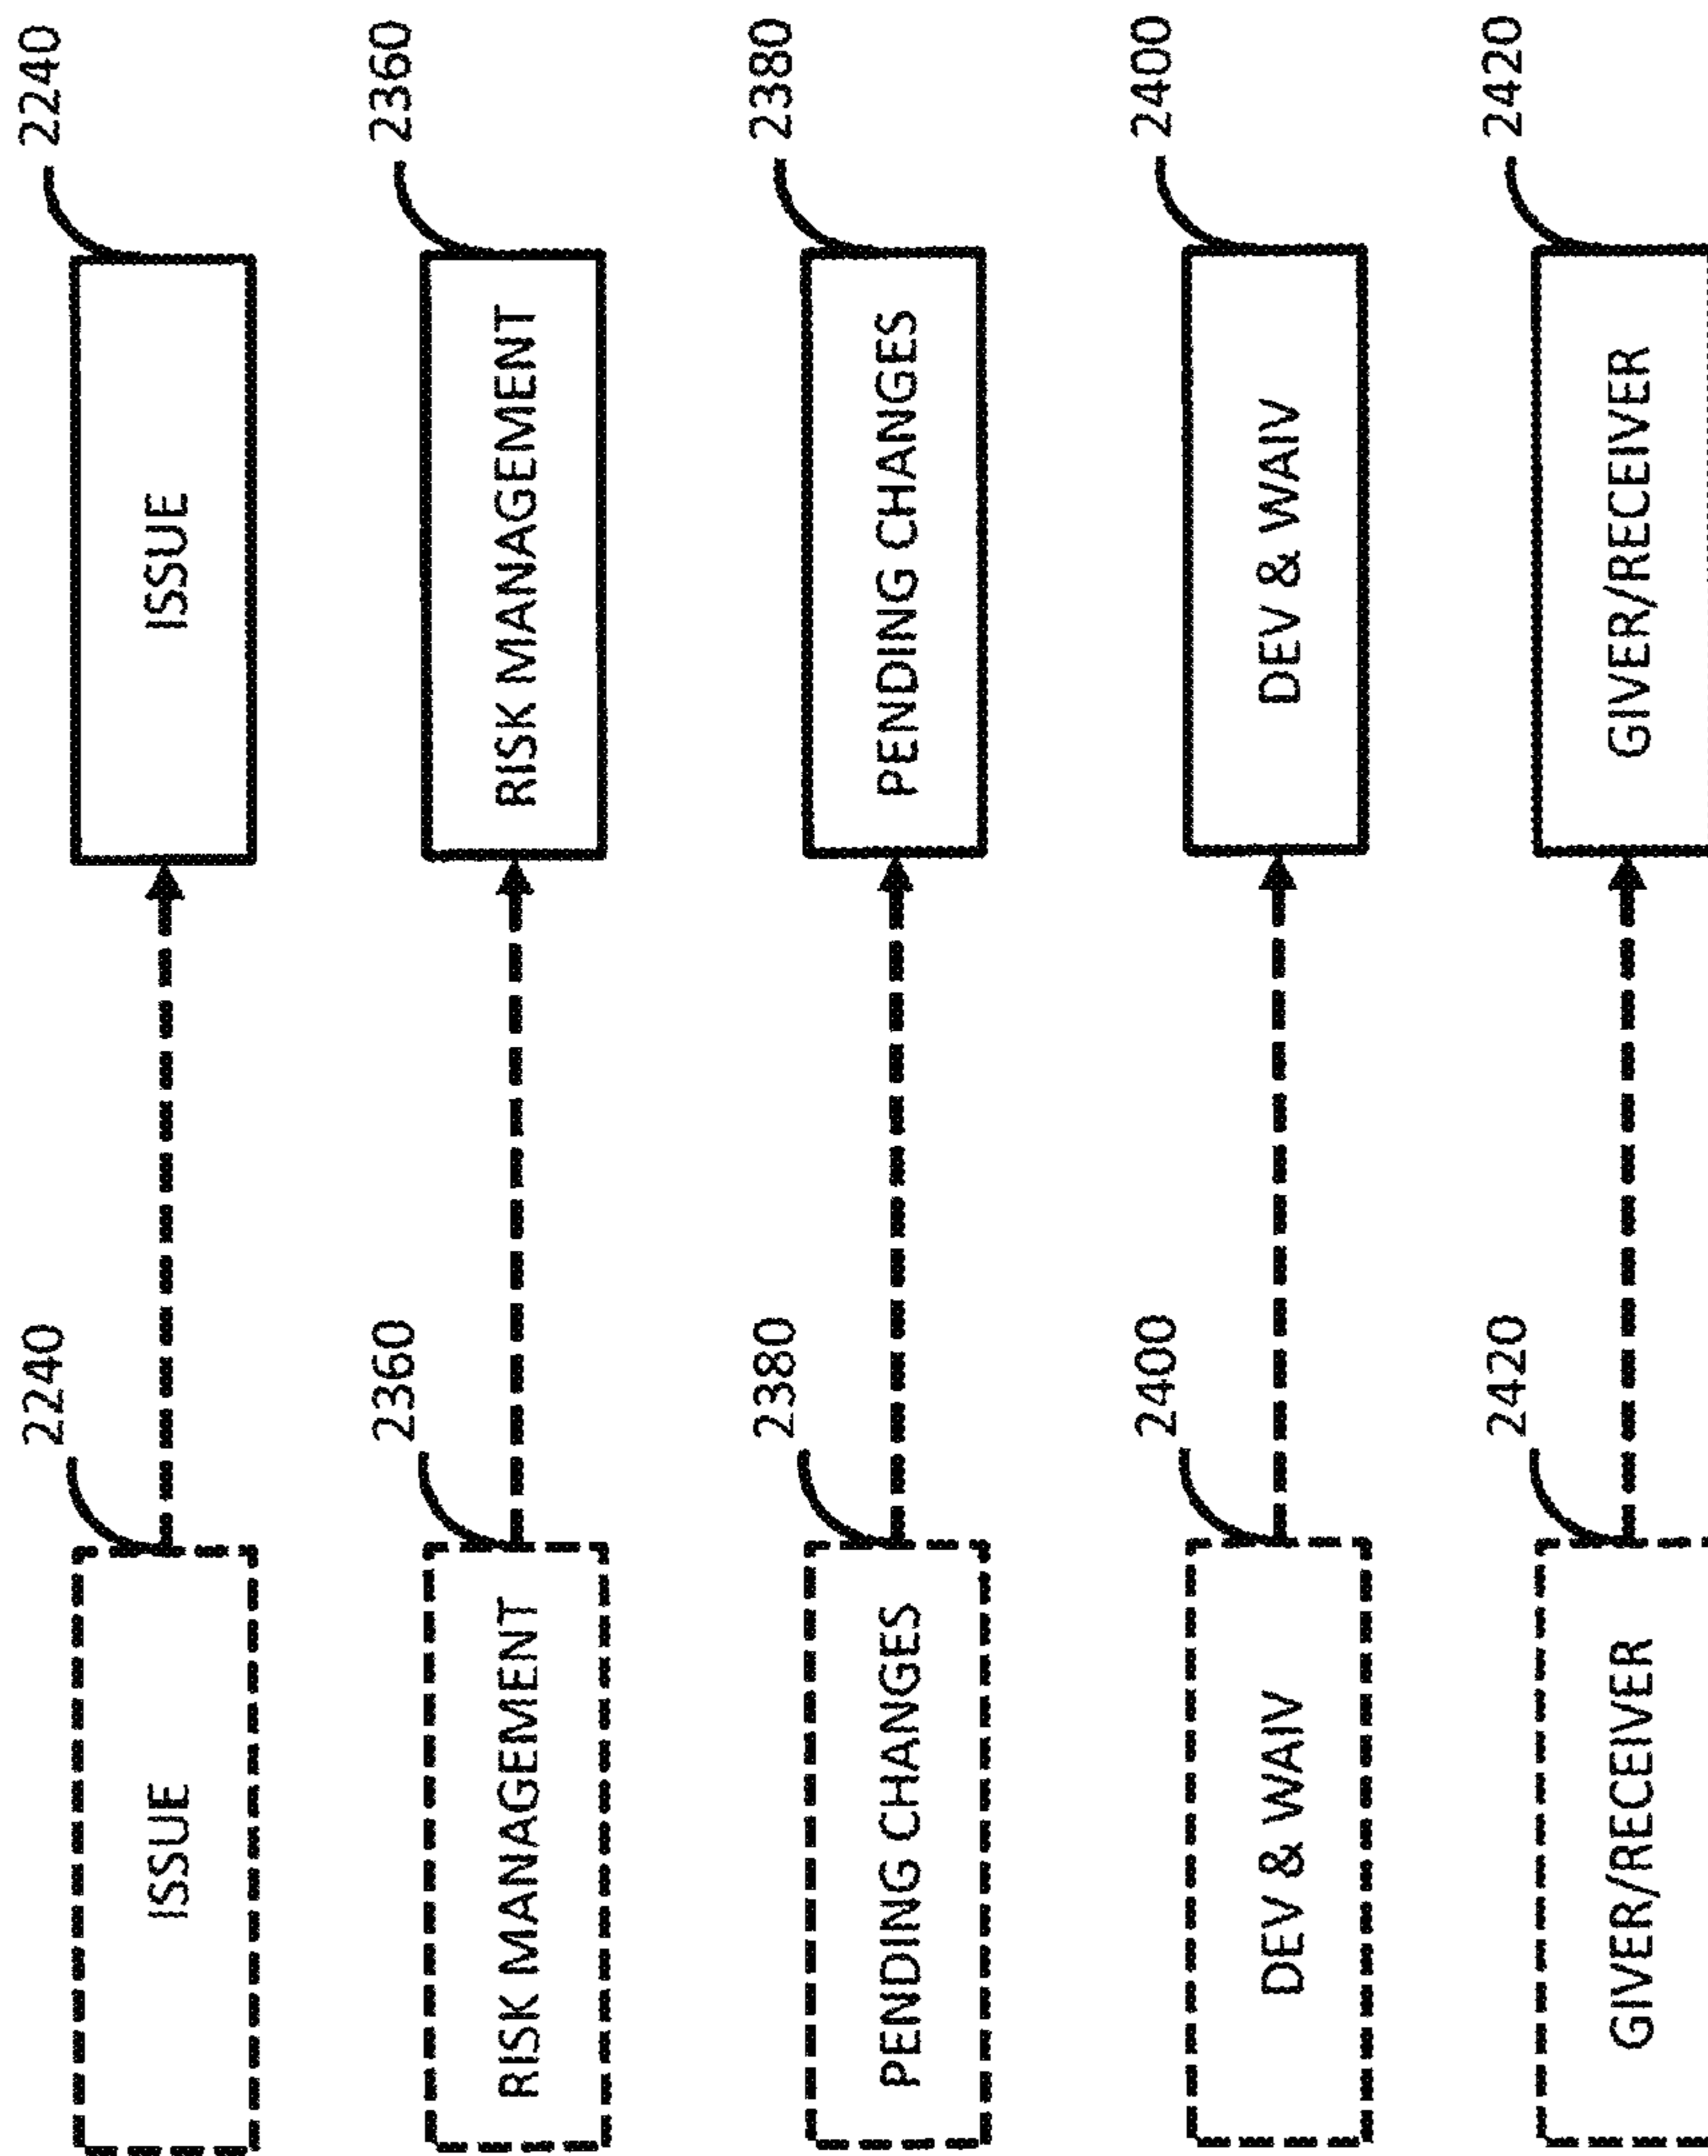 2240
2240
ISSUE
ISSUE
2360
2360
RISK MANAGEMENT
RISK MANAGEMENT
2380
2380
PENDING CHANGES
PENDING CHANGES
2400
2400
DEV & WAIV
DEV & WAIV
2420
2420
GIVER/RECEIVER
GIVER/RECEIVER